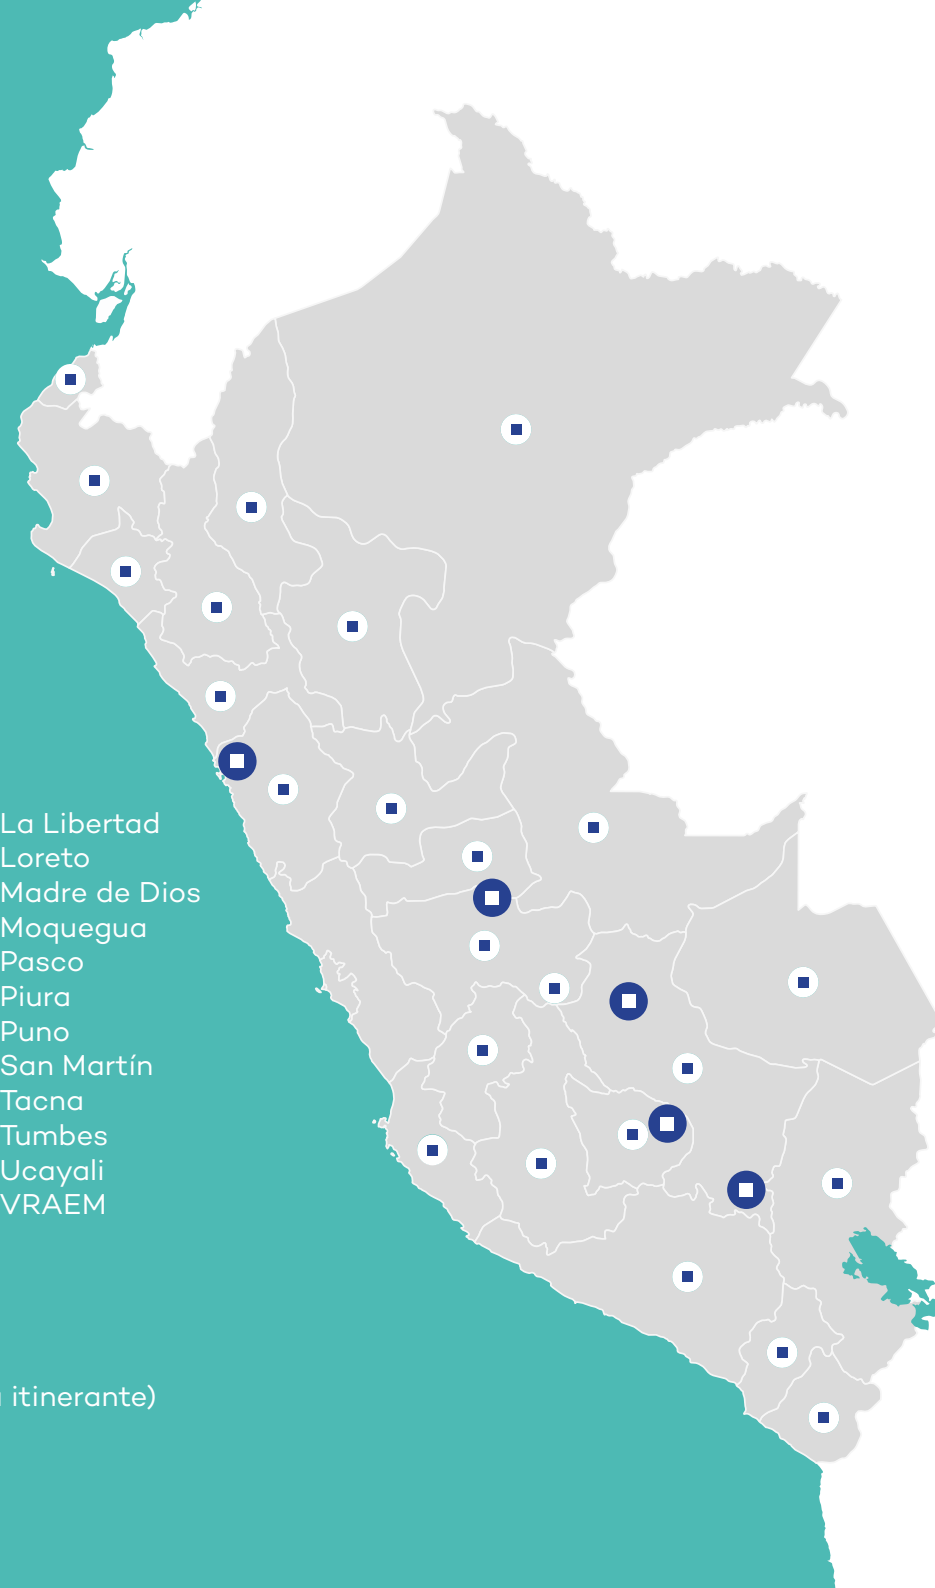 La Libertad
Loreto
Madre de Dios
Moquegua
Pasco
Piura
Puno
San Martín
Tacna
Tumbes
Ucayali
VRAEM
itinerante)